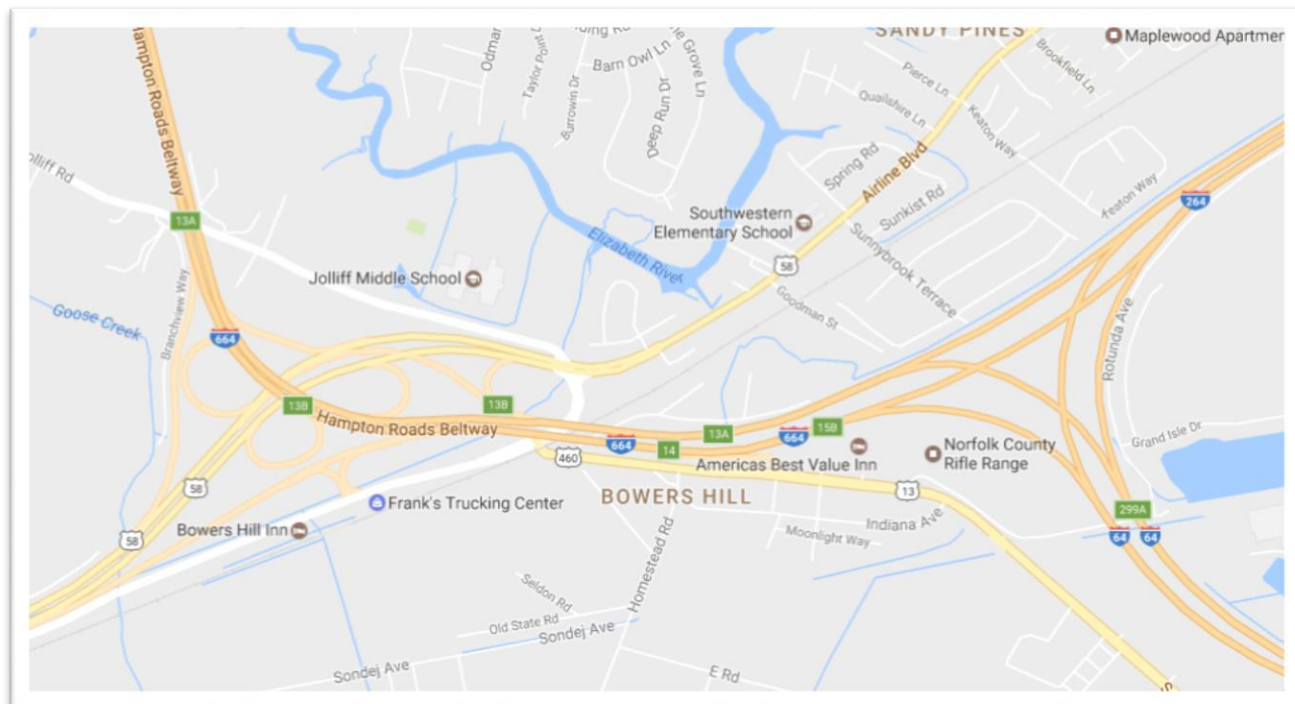 SANDY PINES
Maplewood Apartmer
Hampton Roads Beltway
Odmar
Taylor Point
Barn Owl Ln
Burrowin Dr
Deep Run Dr
Grove Ln
Pierce Ln
Brookfield Ln
Quailshire Ln
Keaton Way
Spring Rd
Airline Blvd
Sunkist Rd
Keaton Way
264
olliff Rd
13A
Southwestern
Elementary School
Sunnybrook Terrace
Elizabeth River
58
Jolliff Middle School
Goodman St
Goose Creek
Branchview Way
664
Rotunda Ave
13B
13B
Hampton Roads Beltway
664
14
13A
664
15B
Grand Isle Dr
Americas Best Value Inn
Norfolk County
Rifle Range
460
58
BOWERS HILL
13
Frank's Trucking Center
299A
Bowers Hill Inn
58
Indiana Ave
Moonlight Way
64
64
Homestead Rd
Seldon Rd
Old State Rd
Sondej Ave
Sondej Ave
E Rd